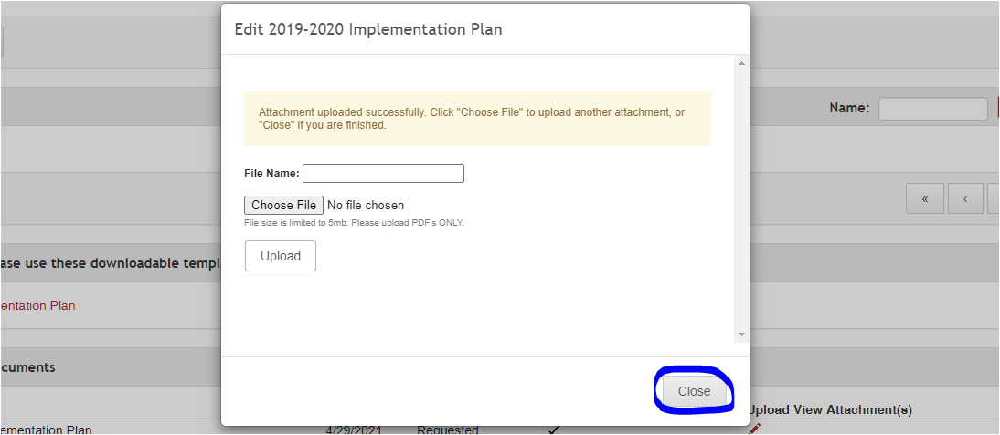 Edit 2019-2020 Implementation Plan
Attachment uploaded successfully. Click "Choose File" to upload another attachment, or
"Close" if you are finished.
Name:
File Name:
Choose File No file chosen
File size is limited to 5mb. Please upload PDF's ONLY.
« ‹
Upload
ase use these downloadable templ
entation Plan
cuments
Close
Upload View Attachment(s)
ementation Plan 4/29/2021 Requested ✓